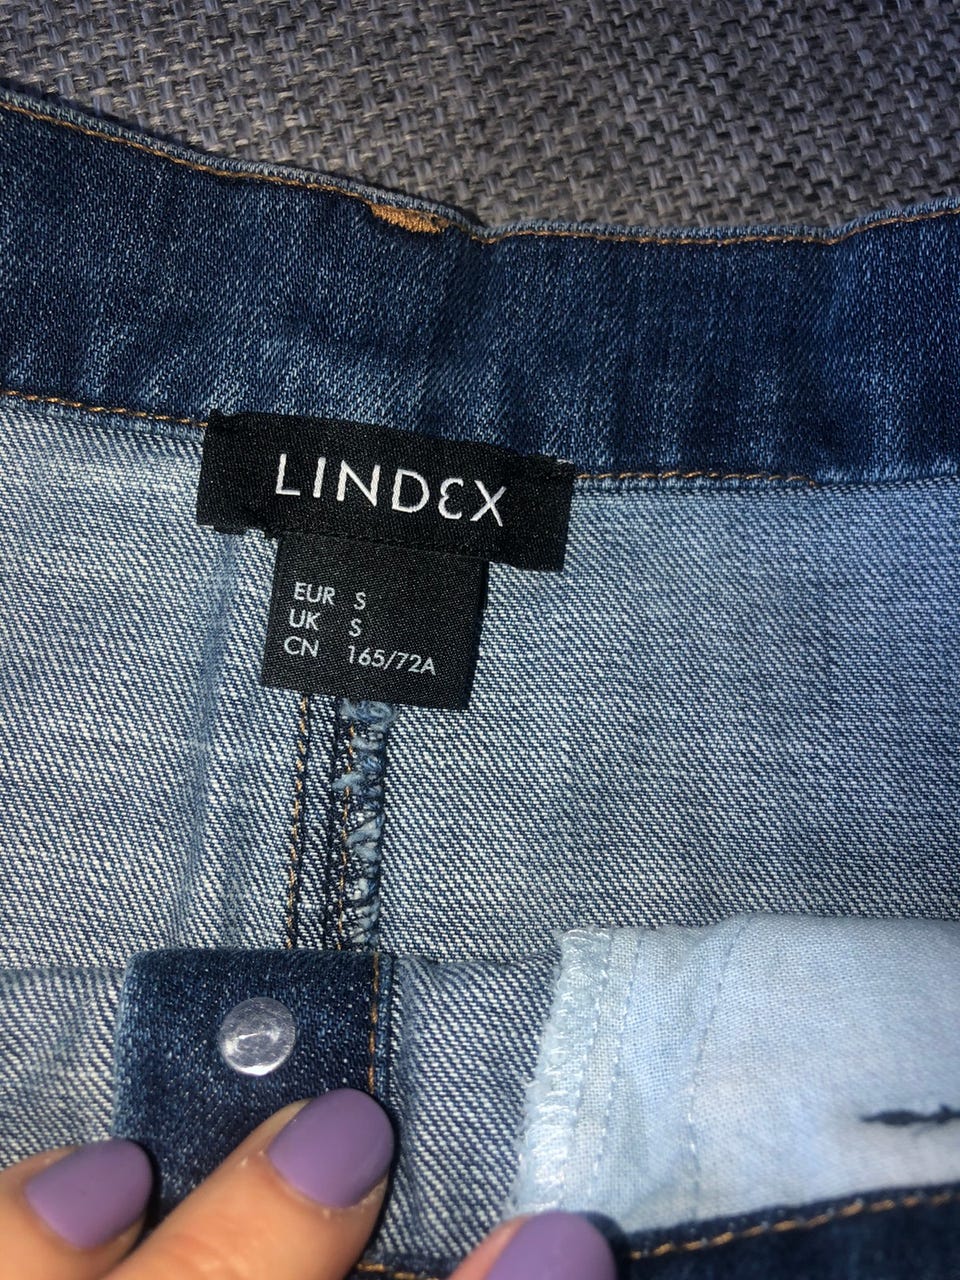 LINDEX
EUR S
UK S
CN 165/72A